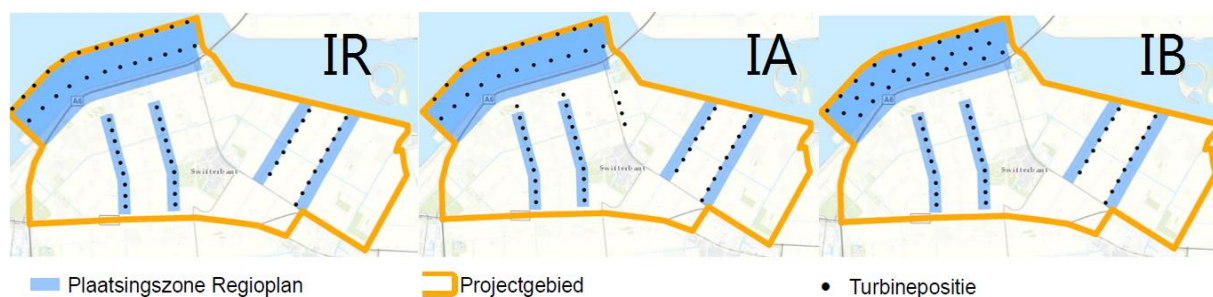 IR
IA
IB
A6
A6
A6
Swifterbant
Swifterbant
Swifterbant
Plaatsingszone Regioplan
Projectgebied
Turbinepositie